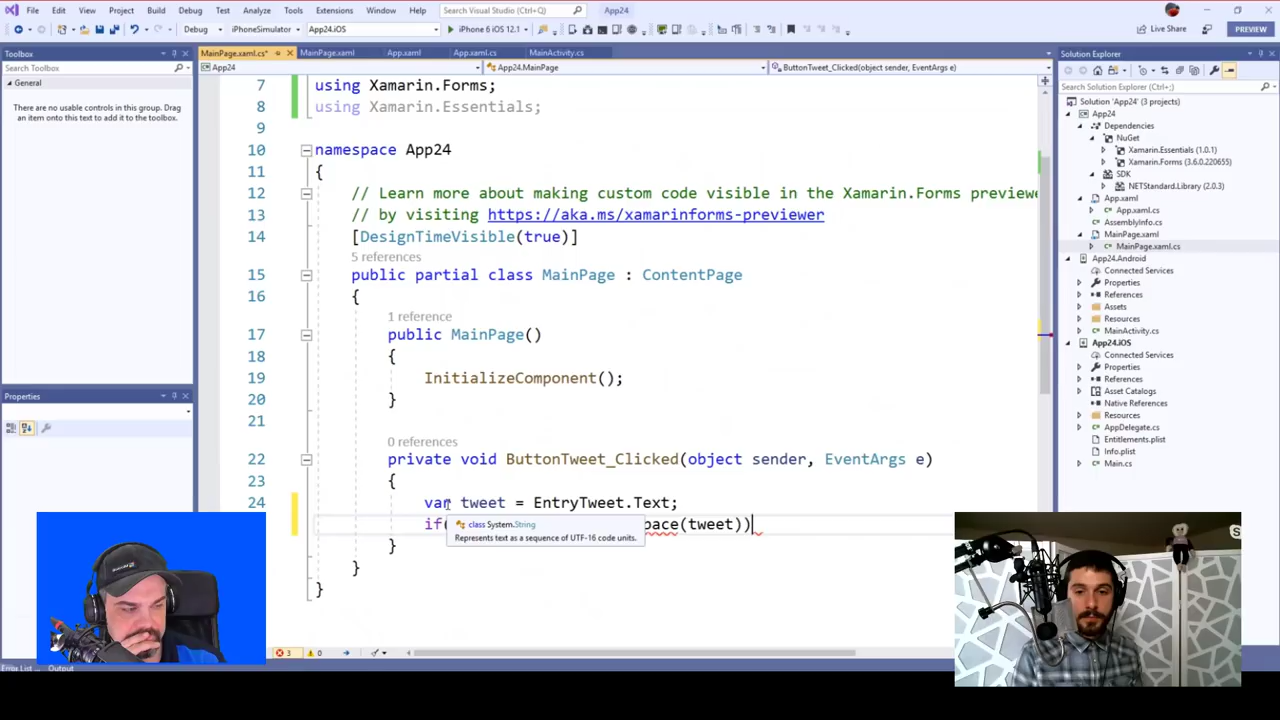 File Edit View Project Build Debug Test Analyze Tools Extensions Window Help Search Visual Studio App24
Debug iPhoneSimulator App24.iOS iPhone 6 iOS 12.1 Live Share PREVIEW
Toolbox
Search Toolbox
General
There are no usable controls in this group. Drag
an item onto this text to add it to the toolbox.
Properties
MainPage.xaml.cs* MainPage.xaml App.xaml App.xaml.cs MainActivity.cs
App24 App24.MainPage ButtonTweet_Clicked(object sender, EventArgs e)
7 using Xamarin.Forms;
8 using Xamarin.Essentials;
9
10 namespace App24
11 {
12 // Learn more about making custom code visible in the Xamarin.Forms previewe
13 // by visiting https://aka.ms/xamarinforms-previewer
14 [DesignTimeVisible(true)]
5 references
15 public partial class MainPage : ContentPage
16 {
1 reference
17 public MainPage()
18 {
19 InitializeComponent();
20 }
21
0 references
22 private void ButtonTweet_Clicked(object sender, EventArgs e)
23 {
24 var tweet = EntryTweet.Text;
if( pace(tweet))
class System.String
Represents text as a sequence of UTF-16 code units.
}
}
}
3 0
Error List Output
Solution Explorer
Search Solution Explorer (Ctrl+;)
Solution 'App24' (3 projects)
App24
Dependencies
NuGet
Xamarin.Essentials (1.0.1)
Xamarin.Forms (3.6.0.220655)
SDK
NETStandard.Library (2.0.3)
App.xaml
App.xaml.cs
AssemblyInfo.cs
MainPage.xaml
MainPage.xaml.cs
App24.Android
Connected Services
Properties
References
Assets
Resources
MainActivity.cs
App24.iOS
Connected Services
Properties
References
Asset Catalogs
Native References
Resources
AppDelegate.cs
Entitlements.plist
Info.plist
Main.cs